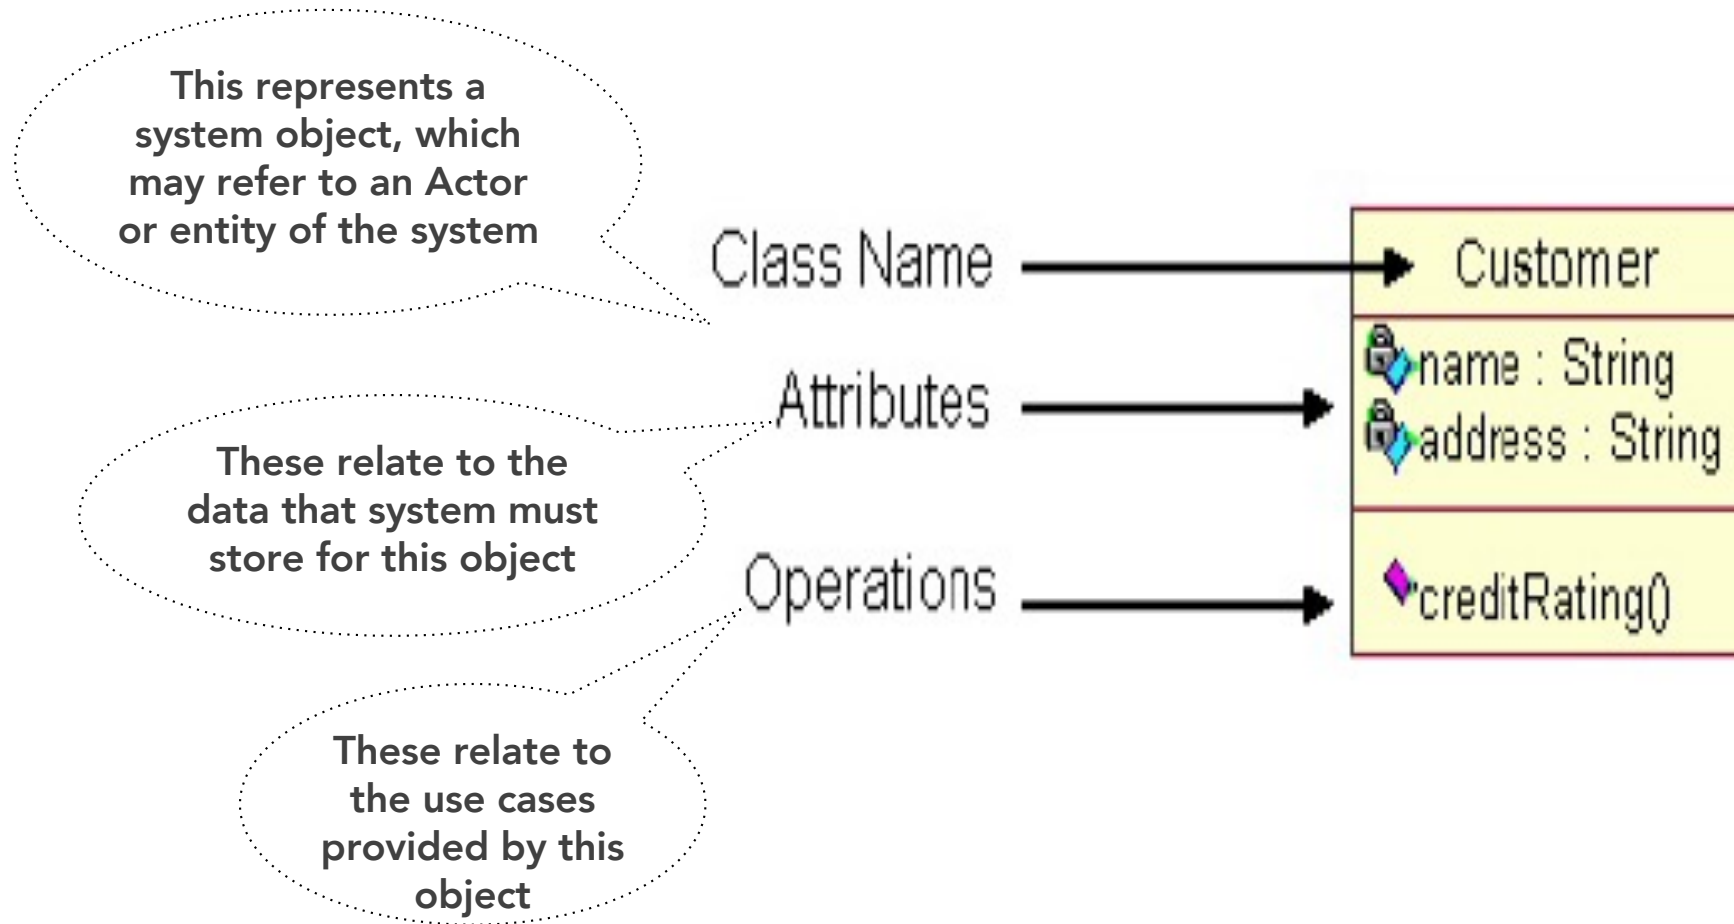 This represents a
system object, which
may refer to an Actor
or entity of the system
Class Name
Customer
Attributes
name : String
address : String
These relate to the
data that system must
store for this object
Operations
creditRating()
These relate to
the use cases
provided by this
object